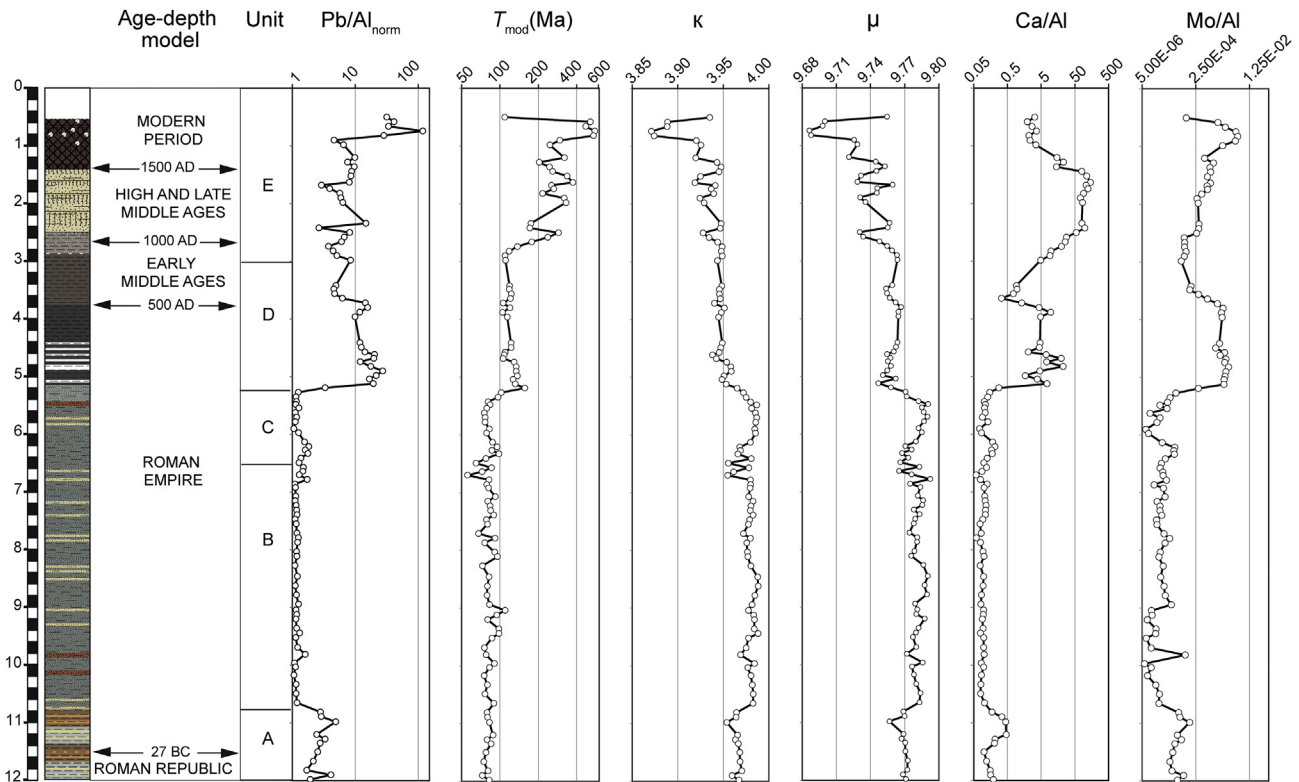 Age-depth model
Unit
Pb/Al norm
Tmod(Ma)
κ
μ
Ca/Al
Mo/Al
1 10 100
50 100 200 400 600
3.85 3.90 3.95 4.00
9.68 9.71 9.74 9.77 9.80
0.05 0.5 5 50 500
5.00E-06 2.50E-04 1.25E-02
0
1
2
3
4
5
6
7
8
9
10
11
12
MODERN
PERIOD
1500 AD
HIGH AND LATE
MIDDLE AGES
1000 AD
EARLY
MIDDLE AGES
500 AD
ROMAN
EMPIRE
27 BC
ROMAN REPUBLIC
E
D
C
B
A